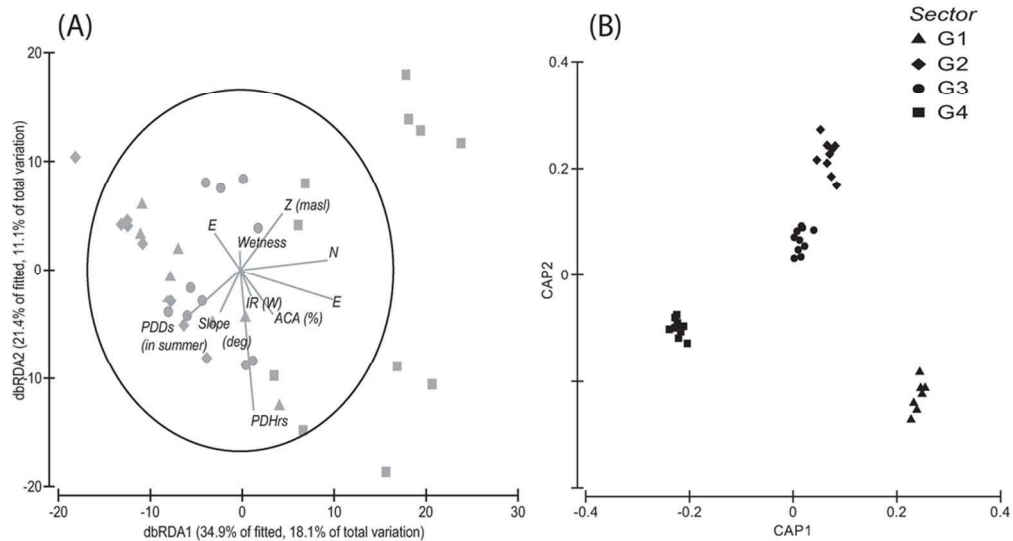 (A)
(B)
Sector
G1
G2
G3
G4
20
10
0
-10
-20
dbRDA2 (21.4% of fitted, 11.1% of total variation)
E
Z (masl)
Wetness
N
E
IR (W)
ACA (%)
Slope
(deg)
PDDs
(in summer)
PDHrs
-20
-10
0
10
20
30
dbRDA1 (34.9% of fitted, 18.1% of total variation)
0.4
0.2
0
CAP2
-0.4
-0.2
0
0.2
0.4
CAP1